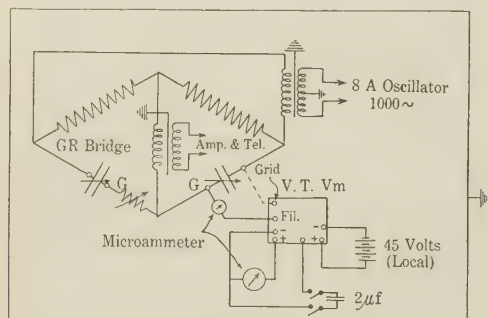 8 A Oscillator
1000~
GR Bridge
Amp. & Tel.
G
G
Grid
V. T. Vm
Fil.
-
+
-
+
-
+
Microammeter
45 Volts
(Local)
2μf